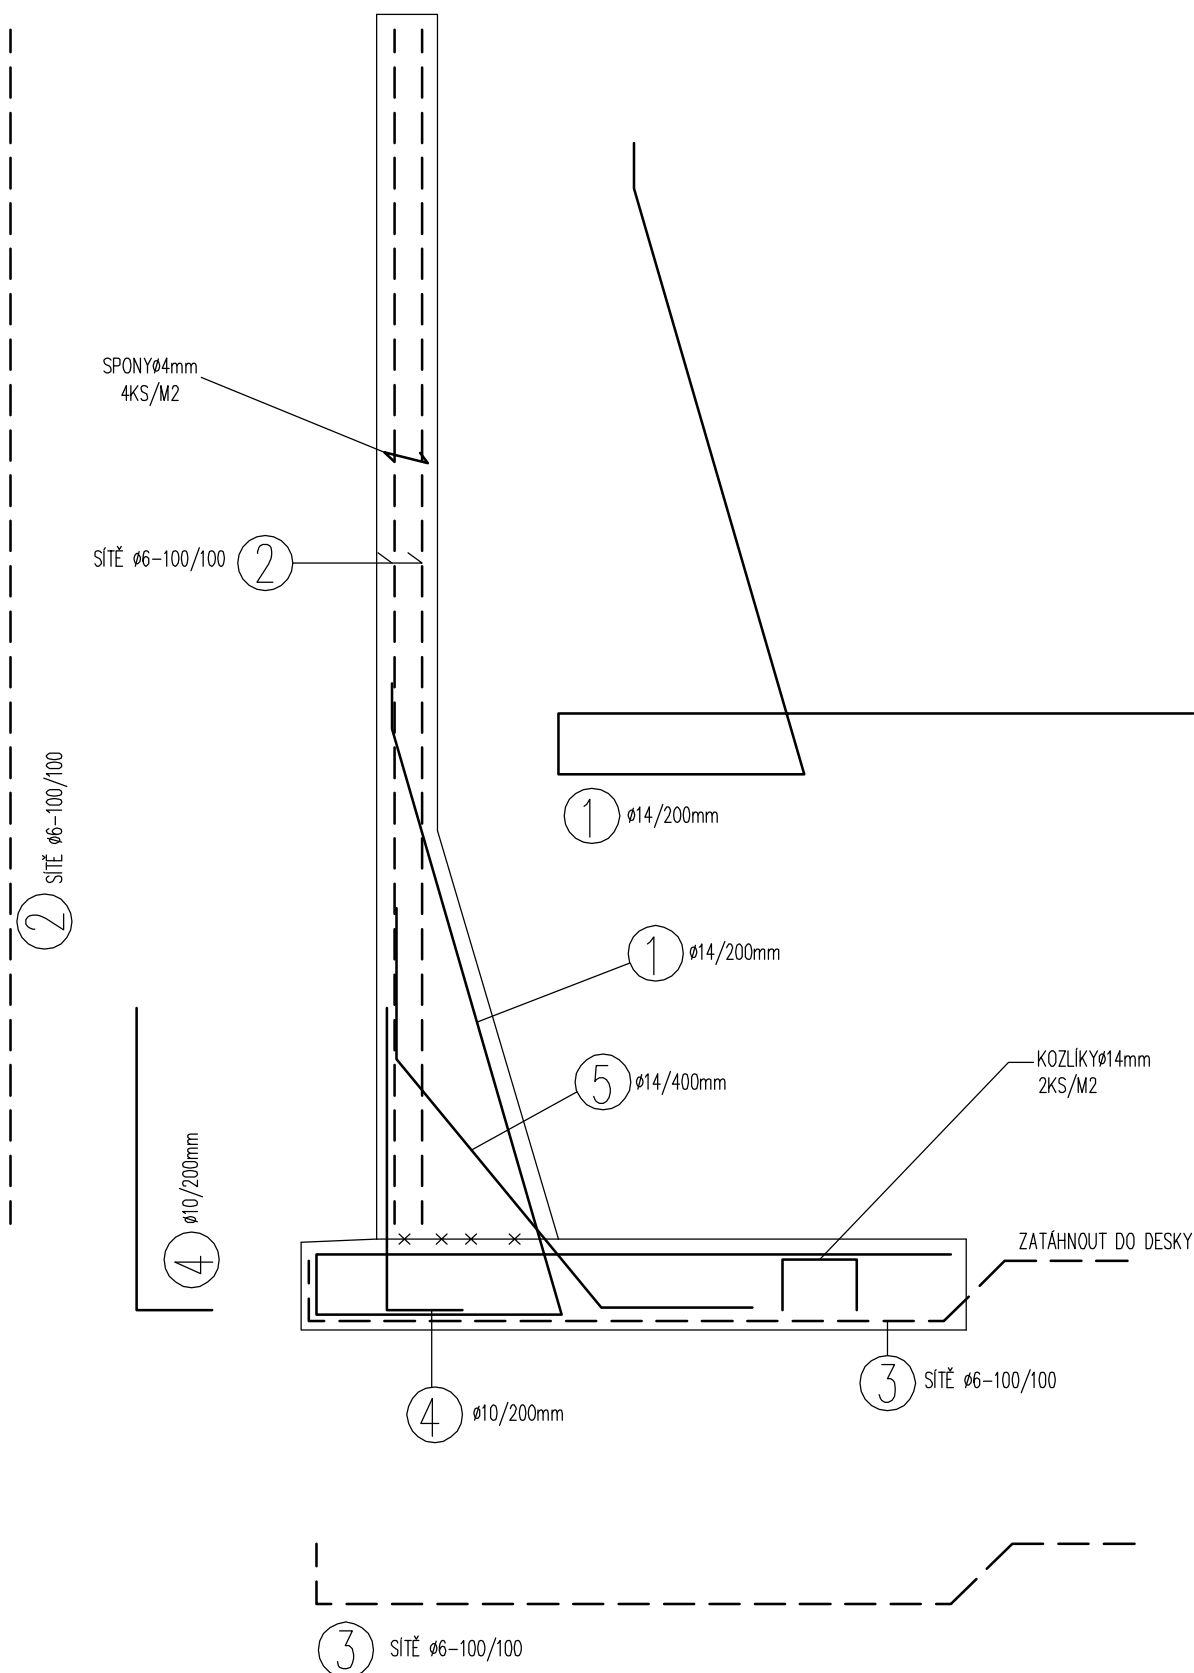 SPONYø4mm
4KS/M2
SÍTĚ ø6-100/100
2
1
ø14/200mm
2
SÍTĚ ø6-100/100
1
ø14/200mm
5
ø14/400mm
KOZLÍKYø14mm
2KS/M2
4
ø10/200mm
ZATÁHNOUT DO DESKY
3
SÍTĚ ø6-100/100
4
ø10/200mm
3
SÍTĚ ø6-100/100